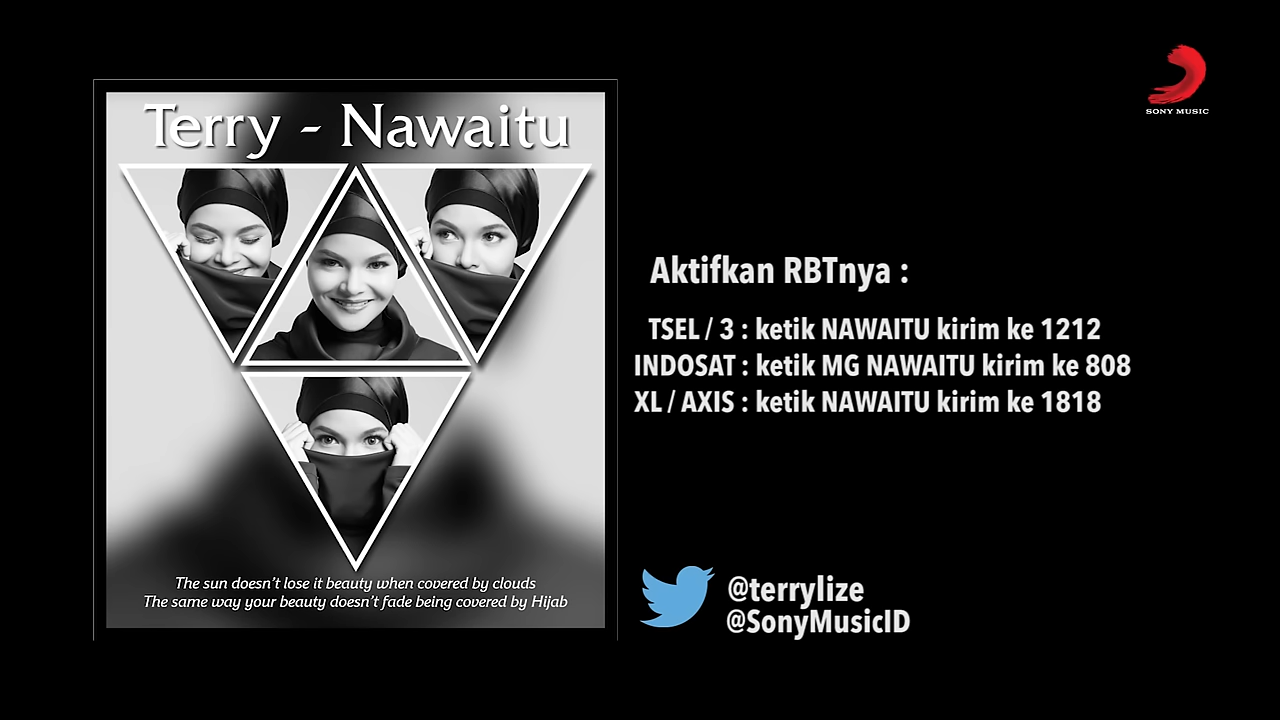 Terry - Nawaitu
The sun doesn't lose it beauty when covered by clouds
The same way your beauty doesn't fade being covered by Hijab
SONY MUSIC
Aktifkan RBTnya :
TSEL / 3 : ketik NAWAITU kirim ke 1212
INDOSAT : ketik MG NAWAITU kirim ke 808
XL / AXIS : ketik NAWAITU kirim ke 1818
@terrylize
@SonyMusicID